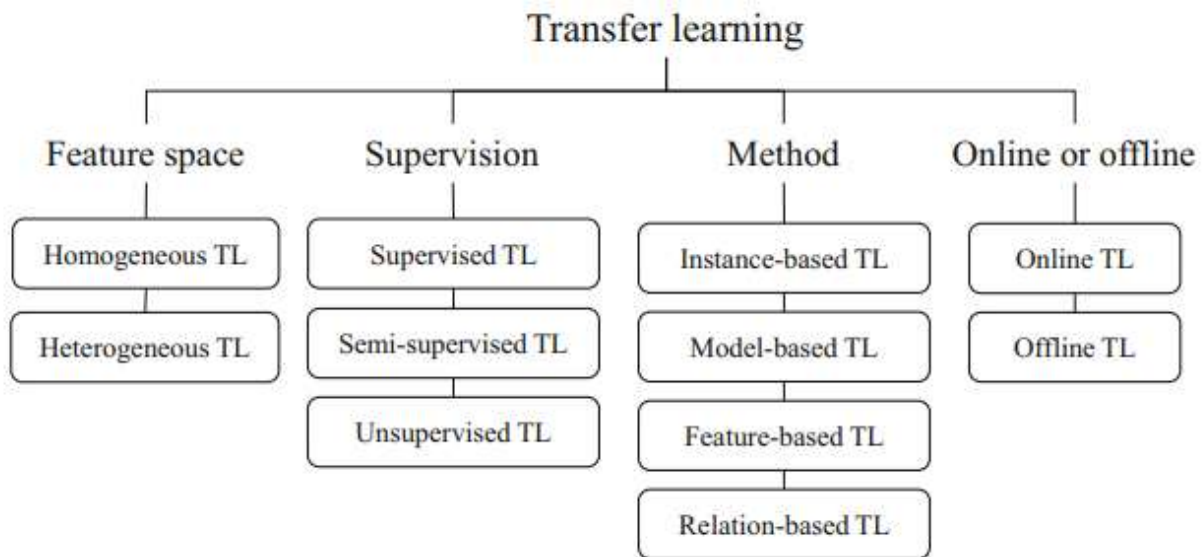 Transfer learning
Feature space
Supervision
Method
Online or offline
Homogeneous TL
Heterogeneous TL
Supervised TL
Semi-supervised TL
Unsupervised TL
Instance-based TL
Model-based TL
Feature-based TL
Relation-based TL
Online TL
Offline TL